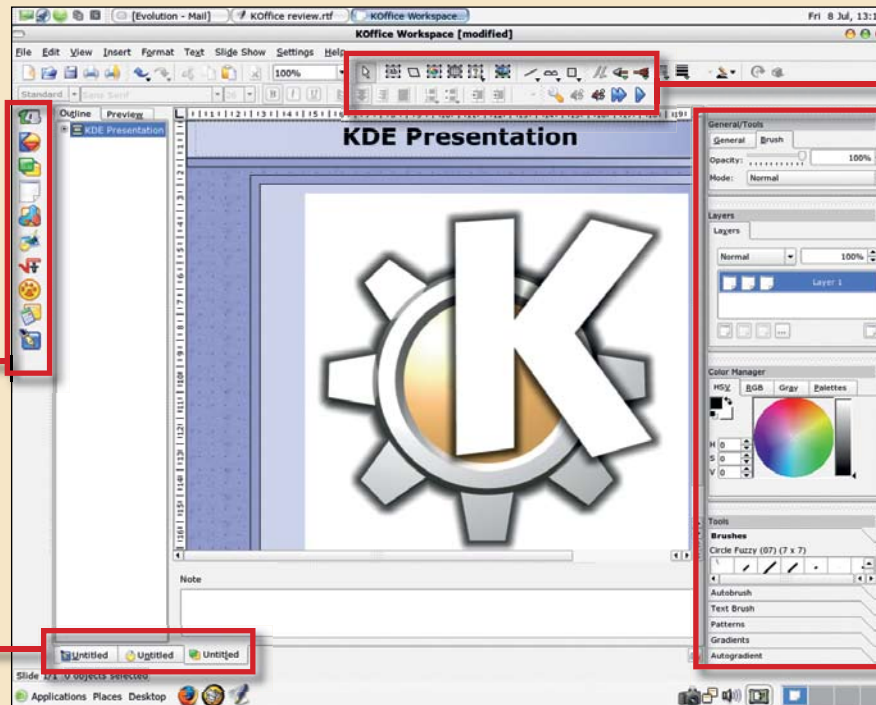 [Evolution - Mail] KOffice review.rtf KOffice Workspace... Fri 8 Jul, 13:1
KOffice Workspace [modified]
File Edit View Insert Format Text Slide Show Settings Help
100%
Standard Sans Serif B I U
Outline Preview
KDE Presentation
KDE Presentation
Note
Untitled Untitled Untitled
Slide 1/1 0 objects selected
Applications Places Desktop
General/Tools
General Brush
Opacity: 100%
Mode: Normal
Layers
Layers
Normal 100%
Layer 1
Color Manager
HSV RGB Gray Palettes
H 0
S 0
V 0
Tools
Brushes
Circle Fuzzy (07) (7 x 7)
Autobrush
Text Brush
Patterns
Gradients
Autogradient